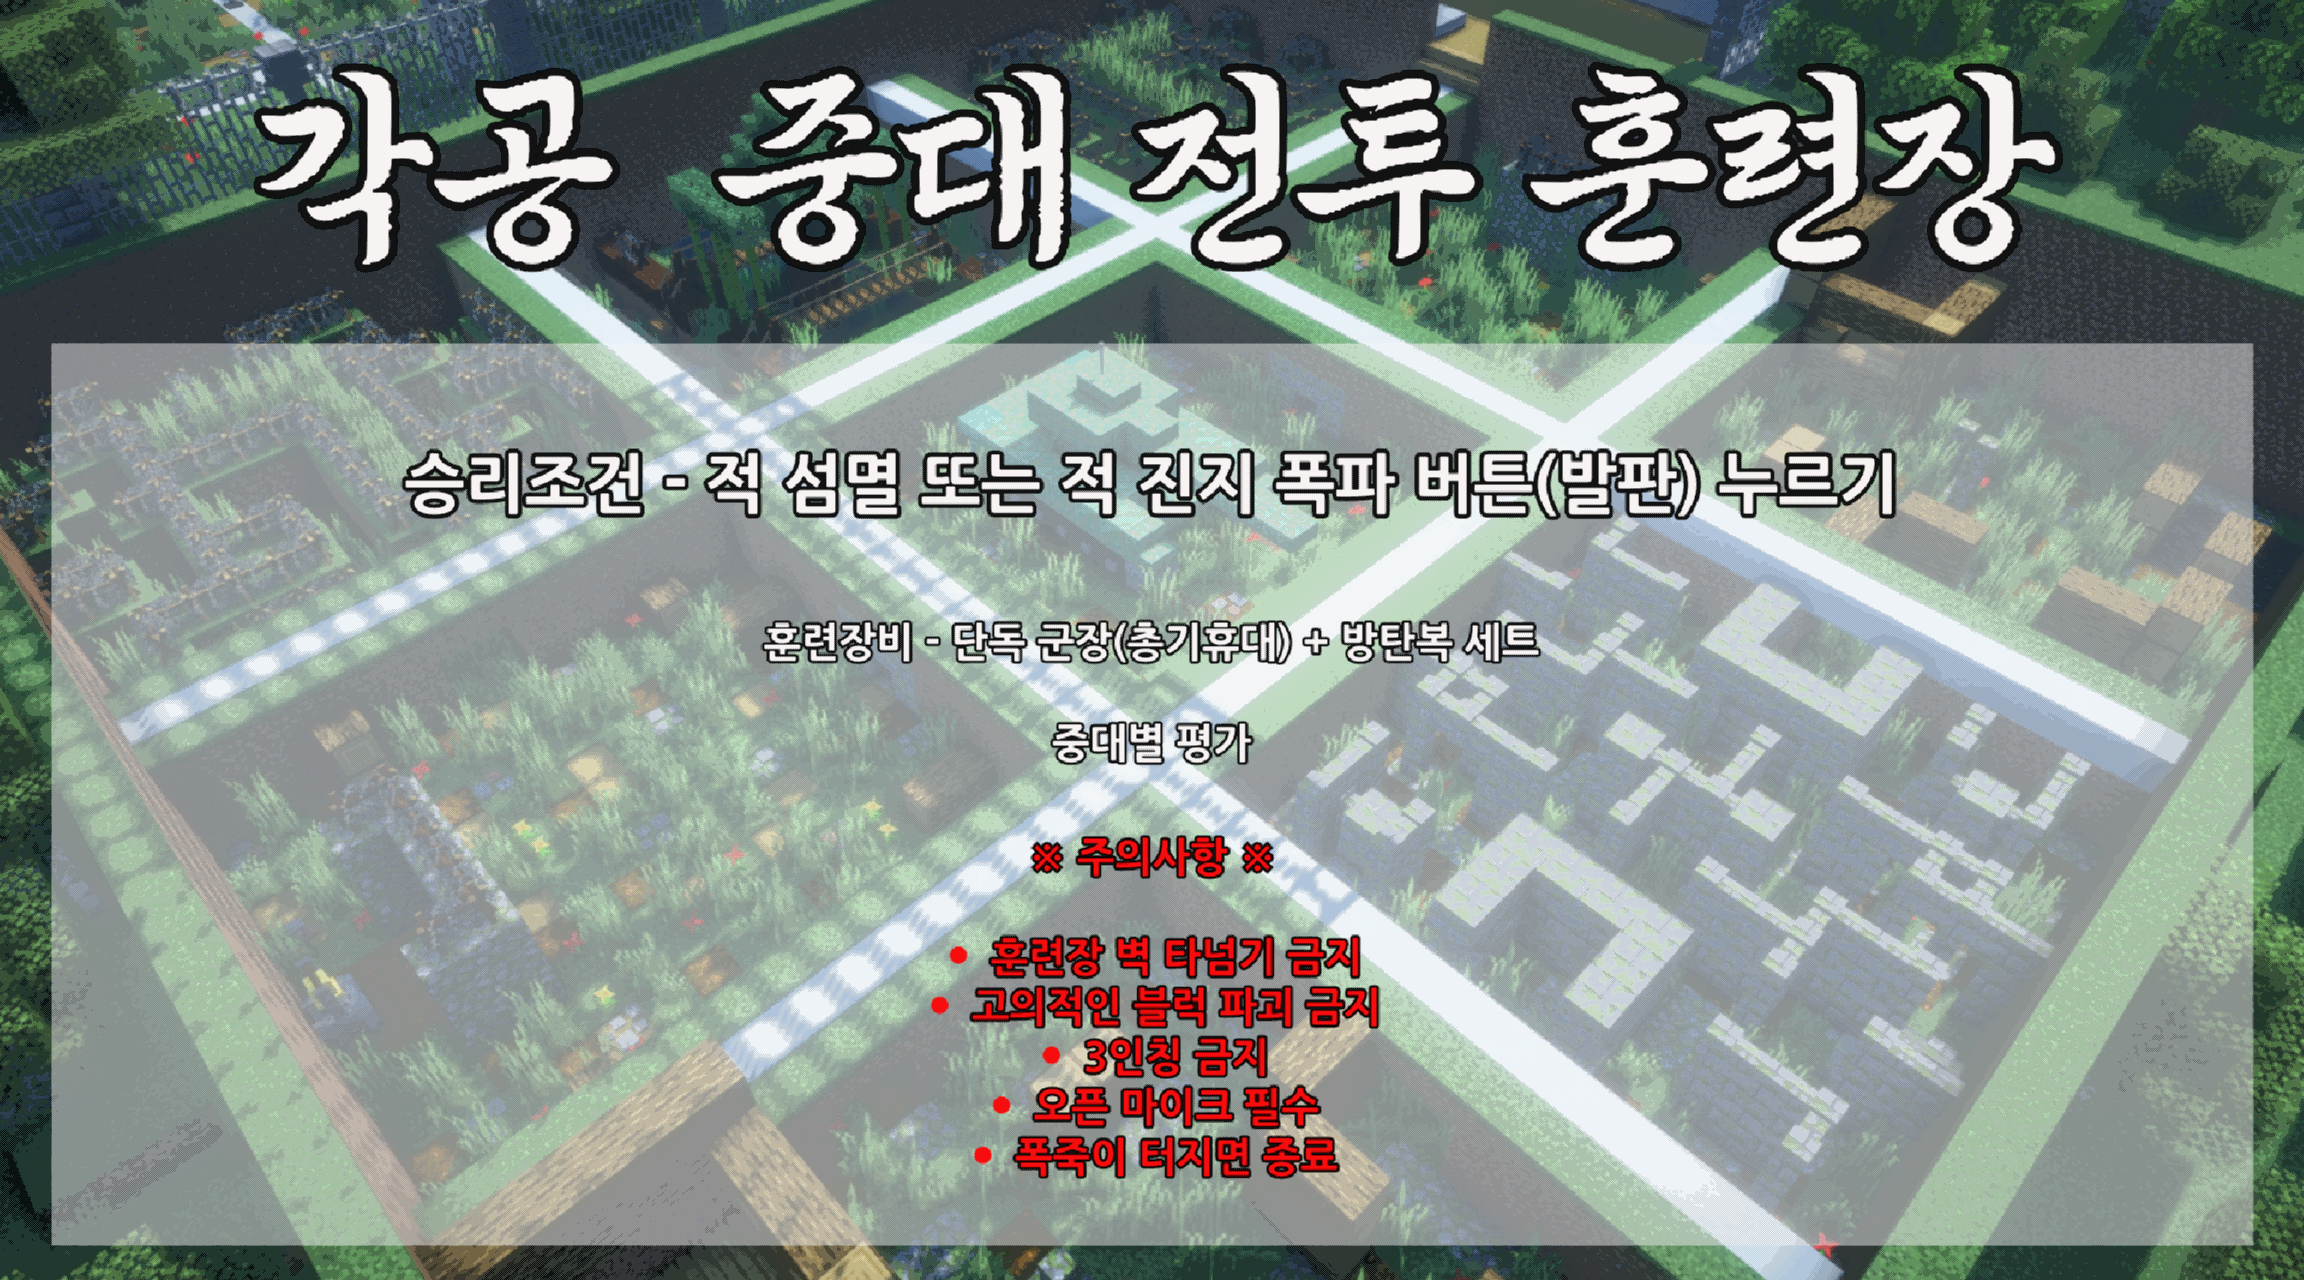 각공 중대 전투 훈련장
승리조건 - 적 섬멸 또는 적 진지 폭파 버튼(발판) 누르기
훈련장비 - 단독 군장(총기휴대) + 방탄복 세트
중대별 평가
※ 주의사항 ※
• 훈련장 벽 타넘기 금지
• 고의적인 블럭 파괴 금지
• 3인칭 금지
• 오픈 마이크 필수
• 폭죽이 터지면 종료